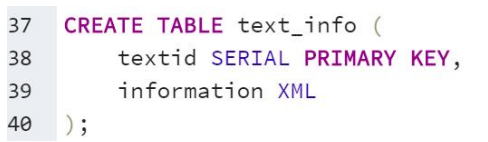 37 CREATE TABLE text_info (
38     textid SERIAL PRIMARY KEY,
39     information XML
40 );